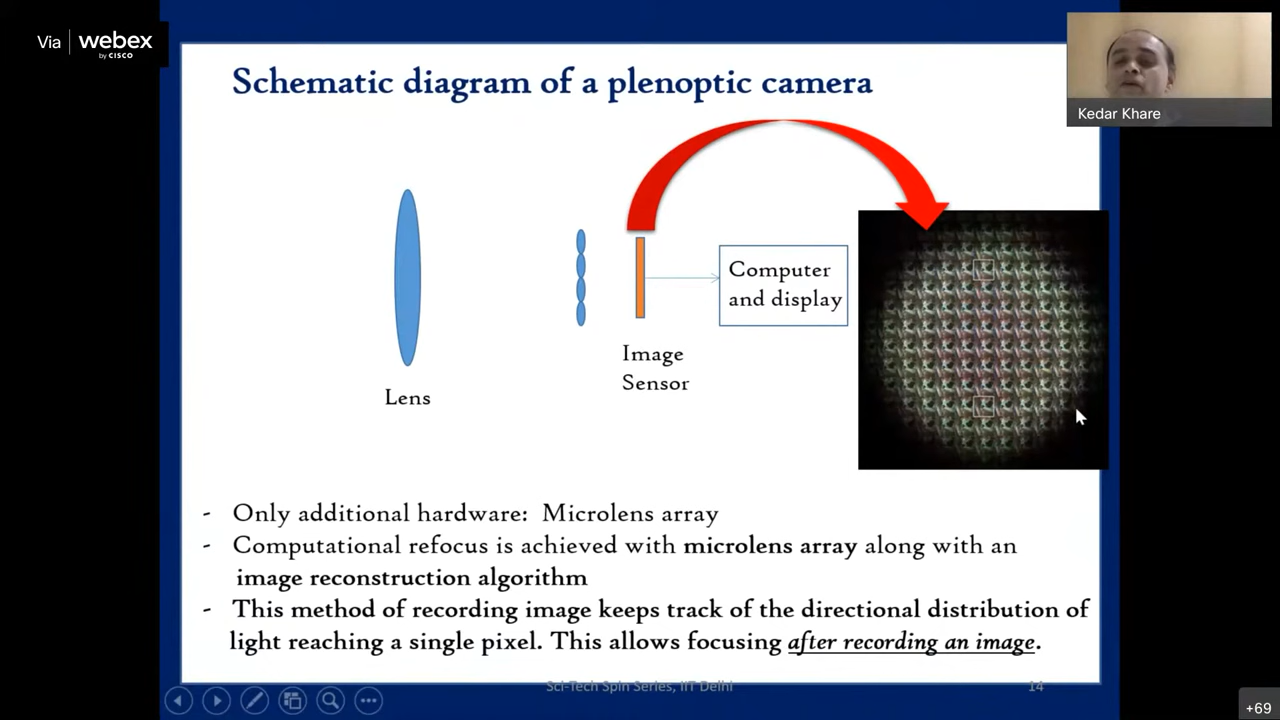 Via webex
by CISCO
Schematic diagram of a plenoptic camera
Kedar Khare
Computer
and display
Image
Sensor
Lens
- Only additional hardware: Microlens array
- Computational refocus is achieved with microlens array along with an
image reconstruction algorithm
- This method of recording image keeps track of the directional distribution of
light reaching a single pixel. This allows focusing after recording an image.
Sci-Tech Spin Series, IIT Delhi
14
+69